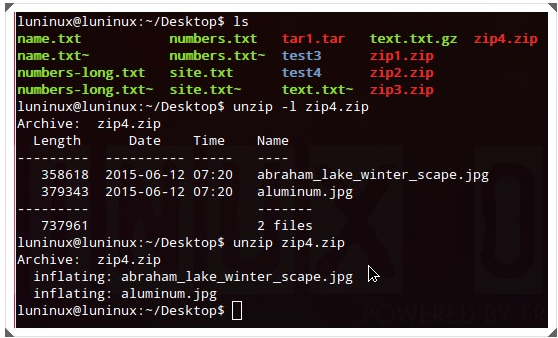 luninux@luninux:~/Desktop$ ls
name.txt numbers.txt tar1.tar text.txt.gz zip4.zip
name.txt~ numbers.txt~ test3 zip1.zip
numbers-long.txt site.txt test4 zip2.zip
numbers-long.txt~ site.txt~ text.txt~ zip3.zip
luninux@luninux:~/Desktop$ unzip -l zip4.zip
Archive:  zip4.zip
  Length      Date    Time    Name
---------  ---------- -----   ----
   358618  2015-06-12 07:20   abraham_lake_winter_scape.jpg
   379343  2015-06-12 07:20   aluminum.jpg
---------                     -------
   737961                     2 files
luninux@luninux:~/Desktop$ unzip zip4.zip
Archive:  zip4.zip
  inflating: abraham_lake_winter_scape.jpg
  inflating: aluminum.jpg
luninux@luninux:~/Desktop$
POWERED BY